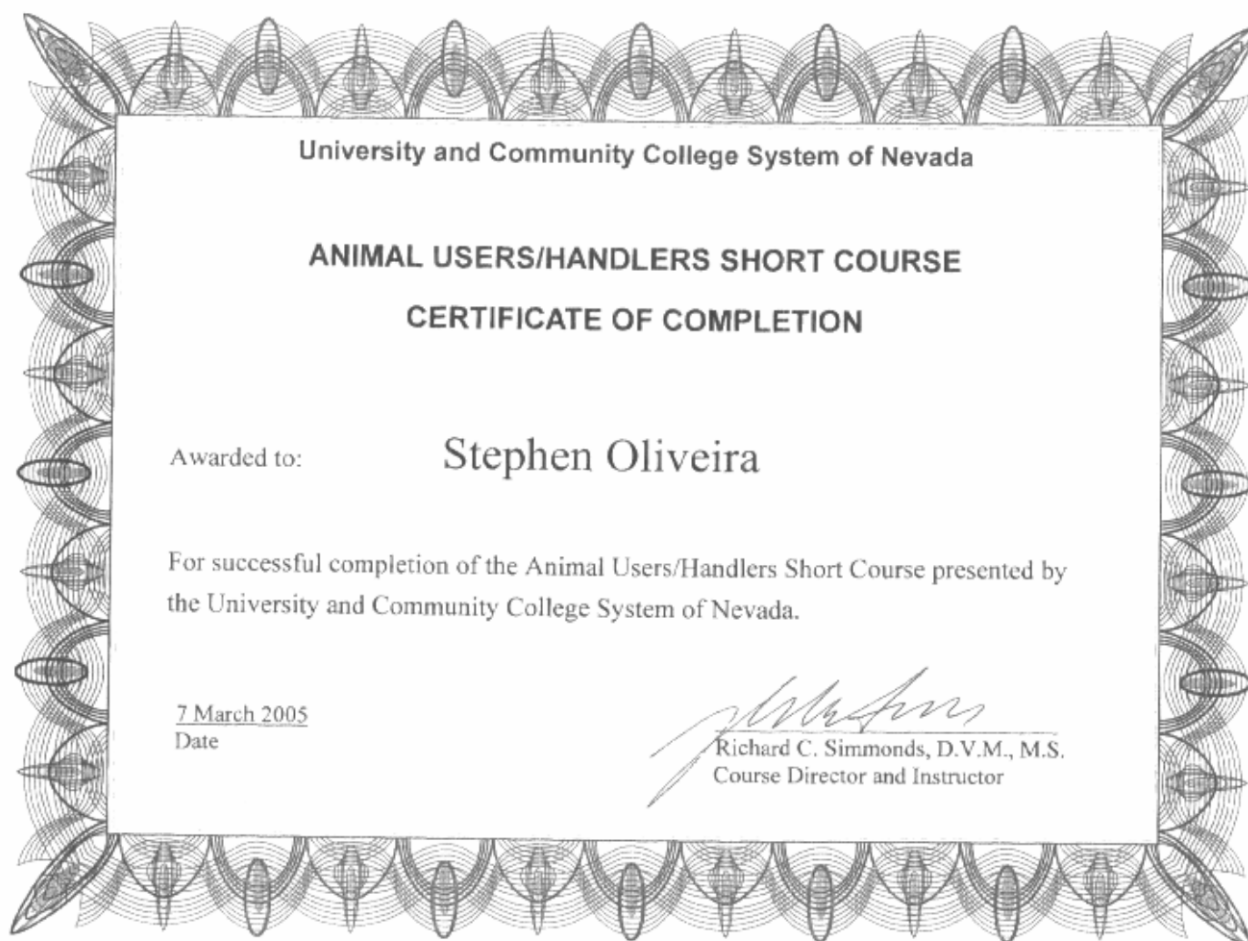 University and Community College System of Nevada
ANIMAL USERS/HANDLERS SHORT COURSE
CERTIFICATE OF COMPLETION
Awarded to: Stephen Oliveira
For successful completion of the Animal Users/Handlers Short Course presented by
the University and Community College System of Nevada.
7 March 2005
Date
Richard C. Simmonds, D.V.M., M.S.
Course Director and Instructor